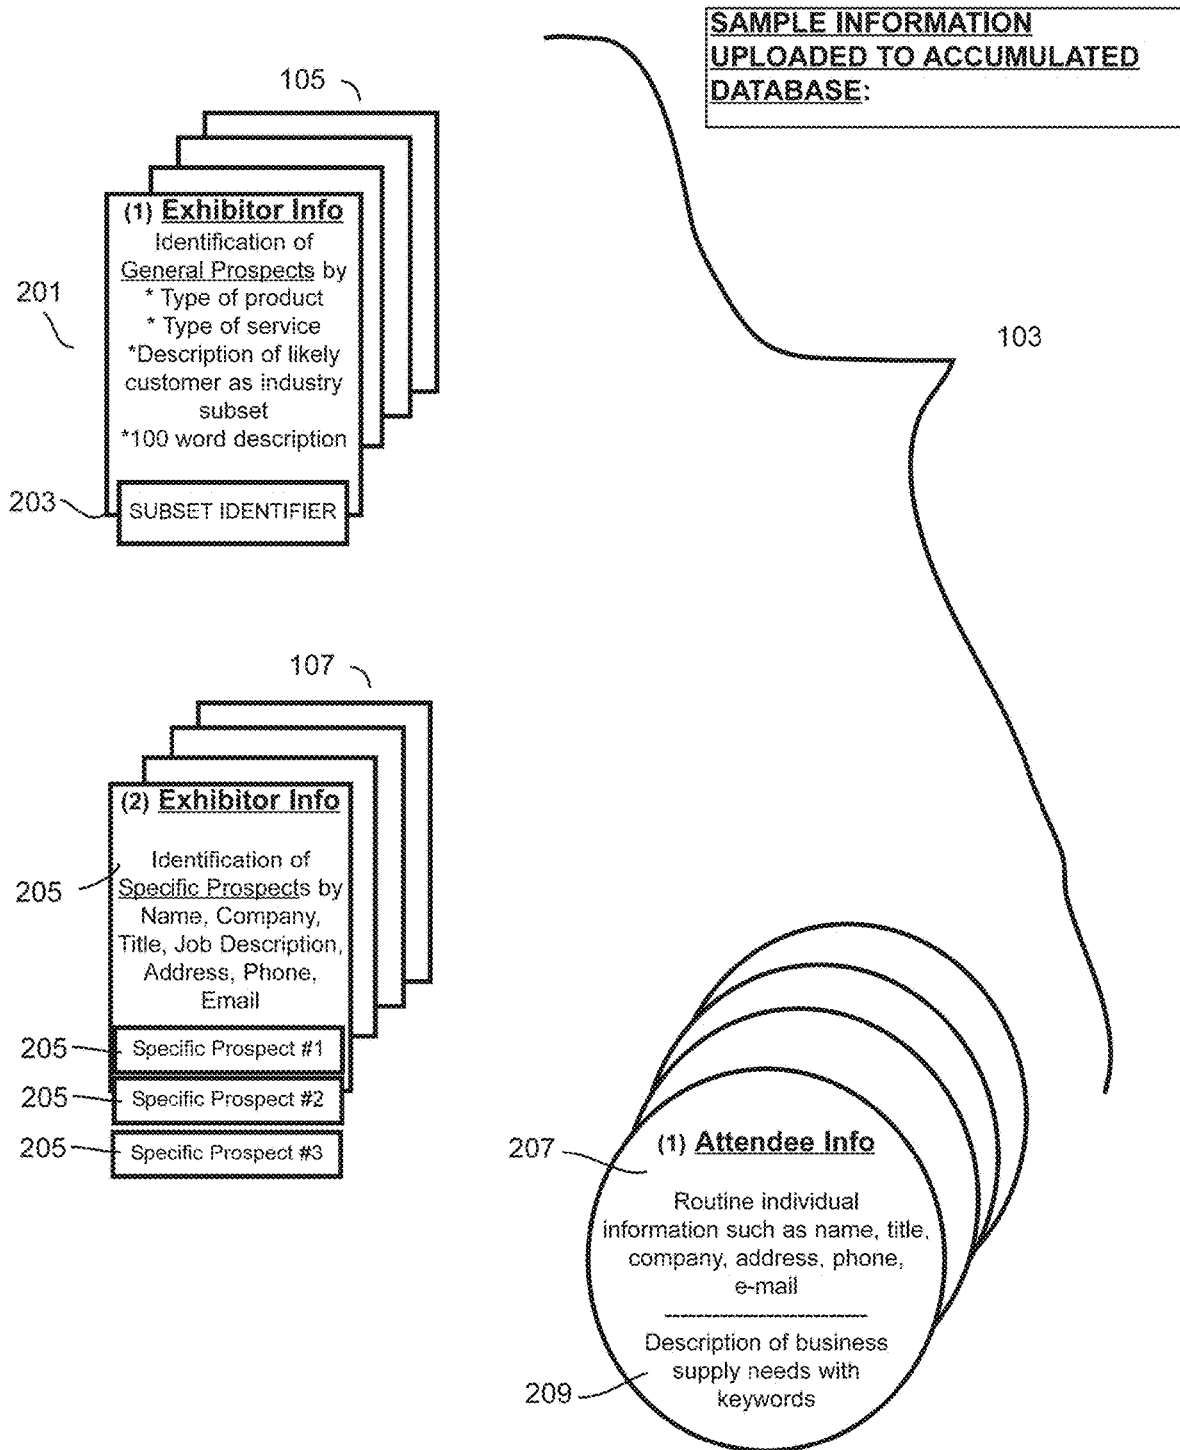 SAMPLE INFORMATION
UPLOADED TO ACCUMULATED
DATABASE:
105
(1) Exhibitor Info
Identification of
General Prospects by
* Type of product
* Type of service
*Description of likely
customer as industry
subset
*100 word description
201
203
SUBSET IDENTIFIER
103
107
(2) Exhibitor Info
Identification of
Specific Prospects by
Name, Company,
Title, Job Description,
Address, Phone,
Email
205
205
Specific Prospect #1
205
Specific Prospect #2
205
Specific Prospect #3
207
(1) Attendee Info
Routine individual
information such as name, title,
company, address, phone,
e-mail
Description of business
supply needs with
keywords
209